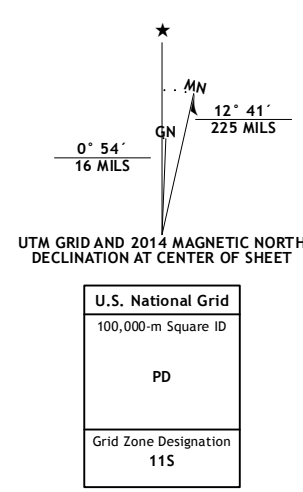 ★
MN
GN
12° 41´
225 MILS
0° 54´
16 MILS
UTM GRID AND 2014 MAGNETIC NORTH
DECLINATION AT CENTER OF SHEET
U.S. National Grid
100,000-m Square ID
PD
Grid Zone Designation
11S